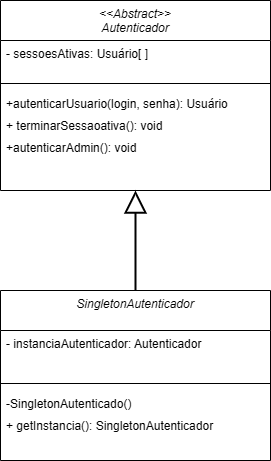 <<Abstract>>
Autenticador
- sessoesAtivas: Usuário[ ]
+autenticarUsuario(login, senha): Usuário
+ terminarSessaoativa(): void
+autenticarAdmin(): void
SingletonAutenticador
- instanciaAutenticador: Autenticador
-SingletonAutenticado()
+ getInstancia(): SingletonAutenticador